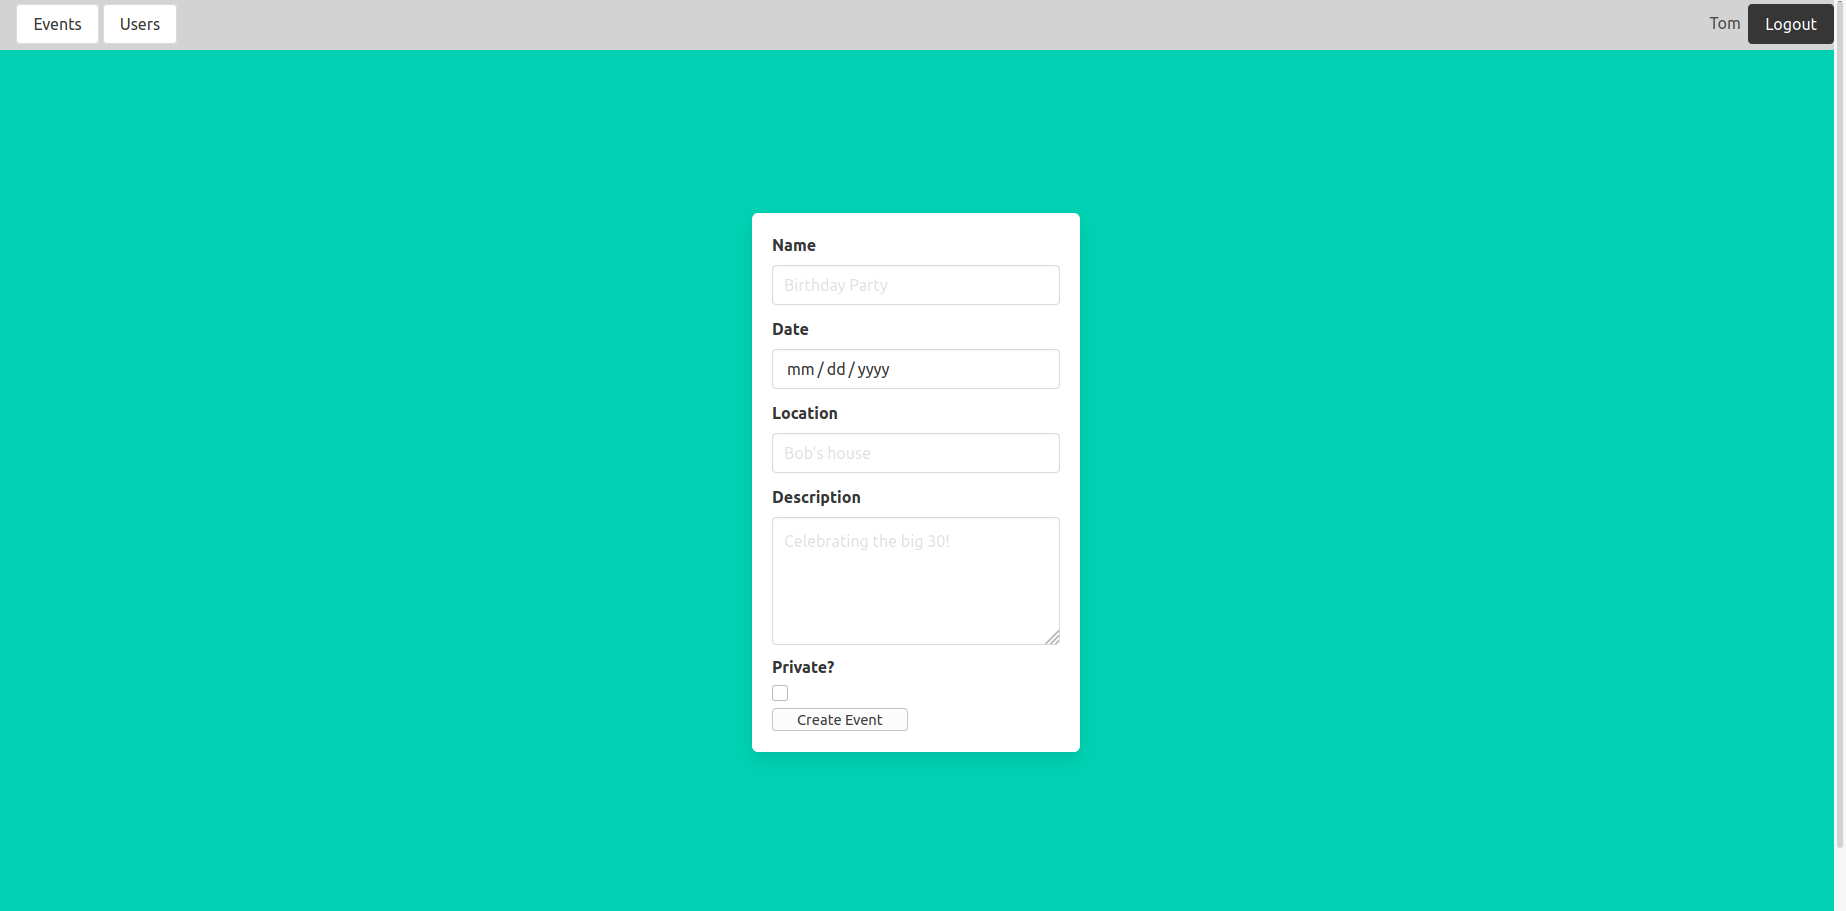 Events Users Tom Logout
Name
Birthday Party
Date
mm/dd/yyyy
Location
Bob's house
Description
Celebrating the big 30!
Private?
Create Event